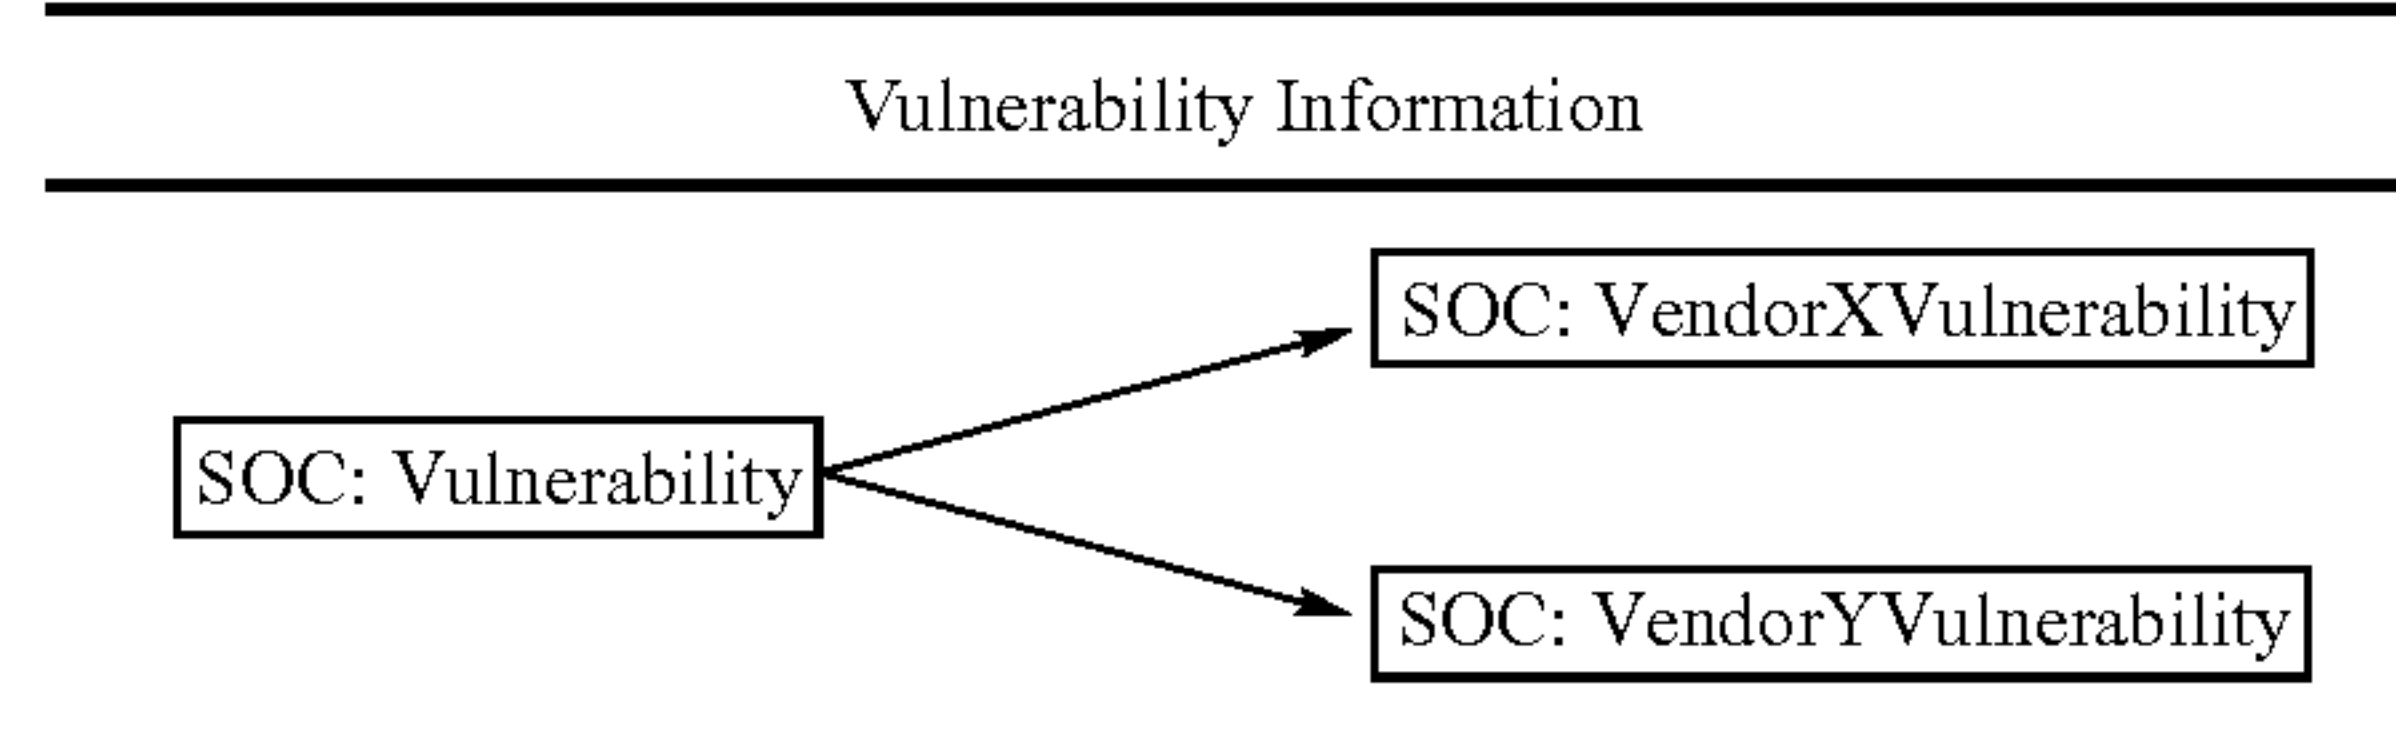 Vulnerability Information
SOC: VendorXVulnerability
SOC: Vulnerability
SOC: VendorYVulnerability